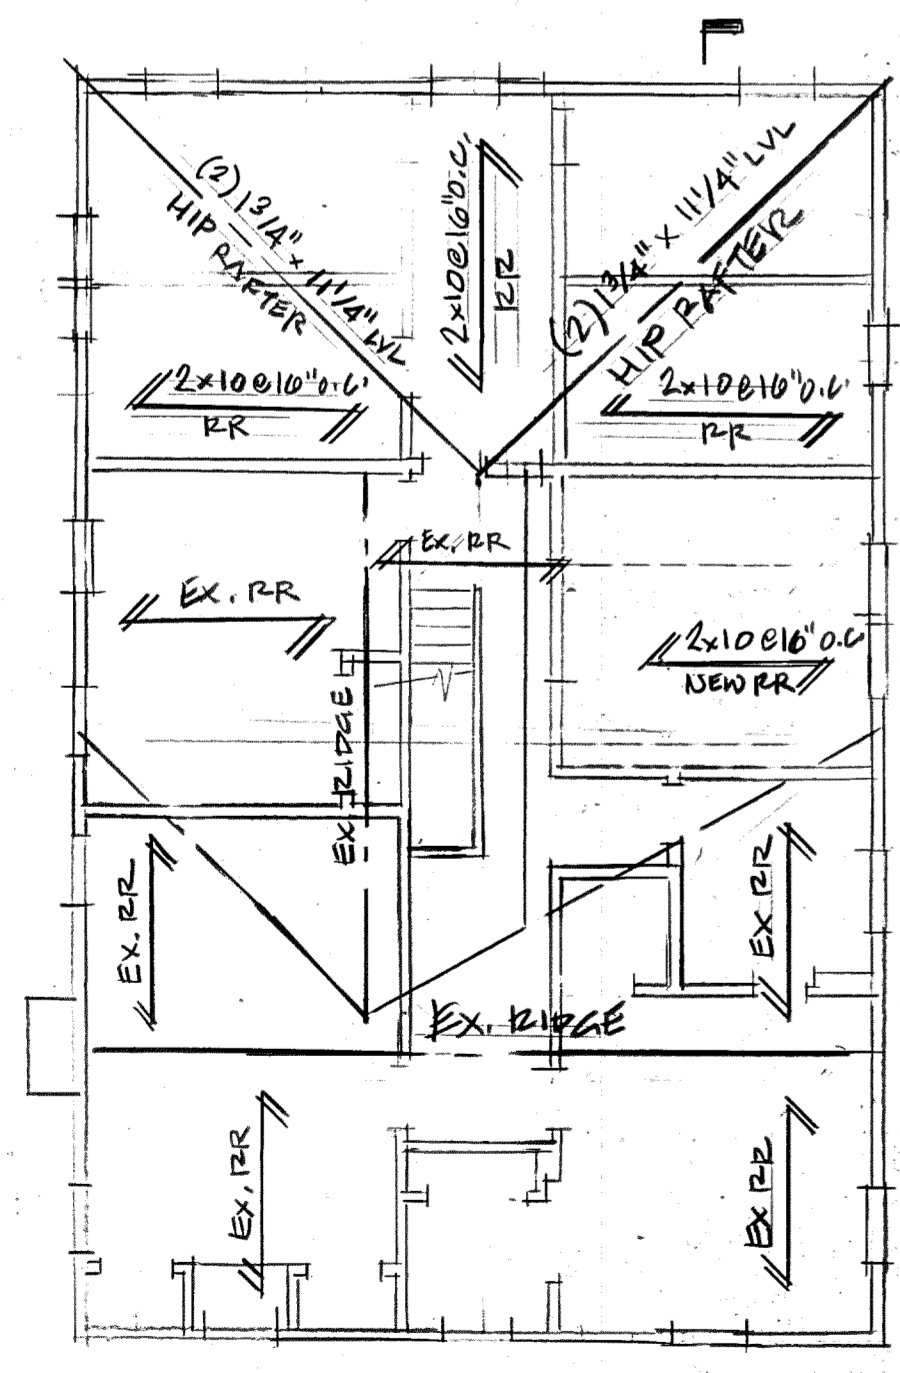 (2) 1 3/4" x 11 1/4" LVL
HIP RAFTER
2x10@16"O.C.
RR
(2) 1 3/4" x 11 1/4" LVL
HIP RAFTER
2x10@16"O.C.
RR
2x10@16"O.C.
RR
EX. RR
EX. RR
2x10@16"O.C
NEW RR
EX. RIDGE
EX. RR
EX RR
EX. RIDGE
EX. RR
EX RR